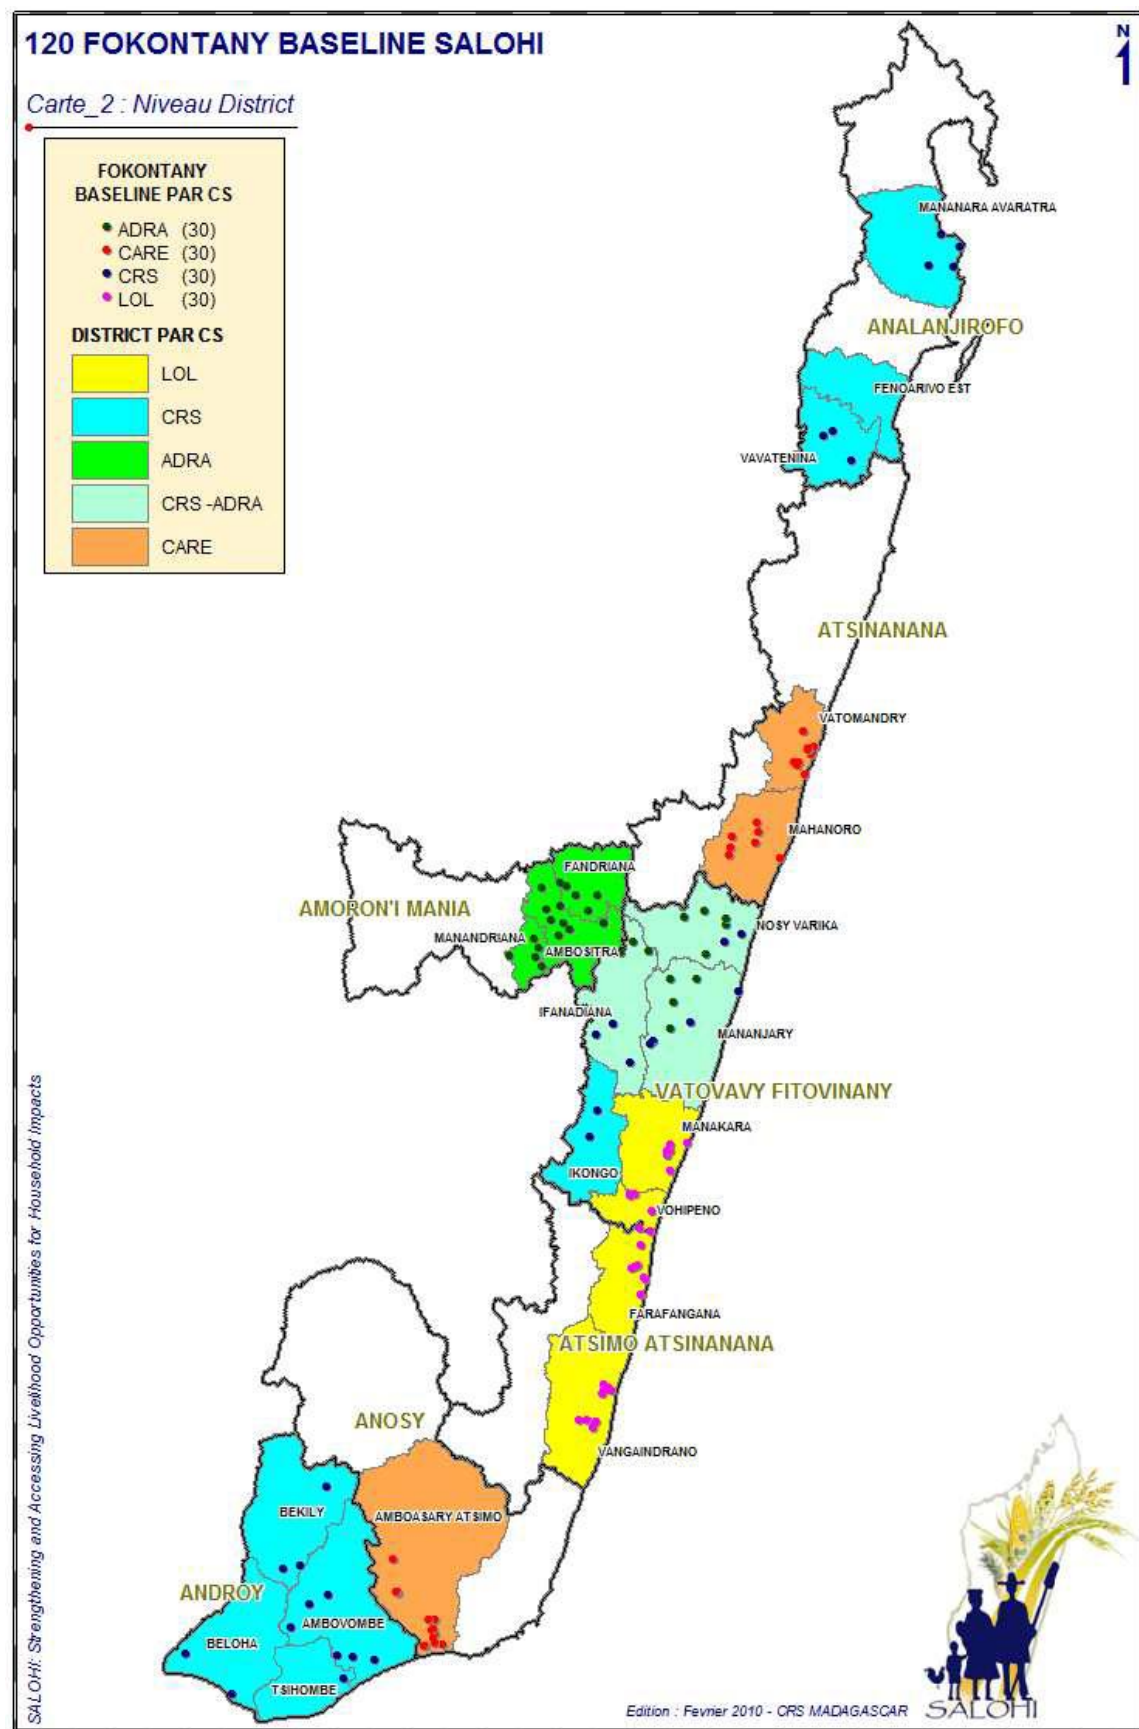 120 FOKONTANY BASELINE SALOHI
N
1
Carte_2 : Niveau District
FOKONTANY
BASELINE PAR CS
ADRA (30)
CARE (30)
CRS (30)
LOL (30)
DISTRICT PAR CS
LOL
CRS
ADRA
CRS -ADRA
CARE
MANANARA AVARATRA
ANALANJIROFO
FENOARIVO EST
VAVATENINA
ATSINANANA
VATOMANDRY
MAHANORO
FANDRIANA
AMORON'I MANIA
MANANDRIANA
AMBOSITRA
NOSY VARIKA
IFANADIANA
MANANJARY
VATOVAVY FITOVINANY
MANAKARA
IKONGO
VOHIPENO
FARAFANGANA
ATSIMO ATSINANANA
ANOSY
VANGAINDRANO
BEKILY
AMBOASARY ATSIMO
ANDROY
AMBOVOMBE
BELOHA
TSIHOMBE
SALOHI: Strengthening and Accessing Livelihood Opportunities for Household Impacts
Edition : Fevrier 2010 - CRS MADAGASCAR
SALOHI